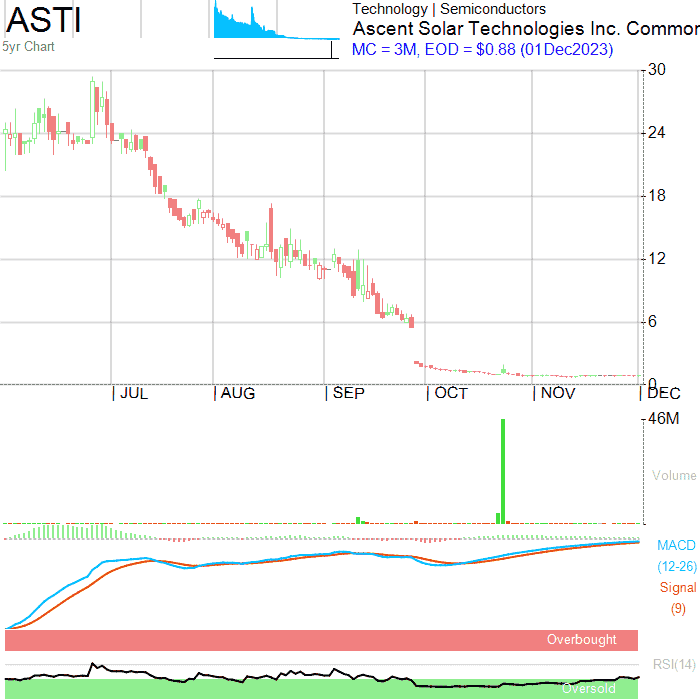 ASTI
5yr Chart
Technology | Semiconductors
Ascent Solar Technologies Inc. Common
MC = 3M, EOD = $0.88 (01Dec2023)
30
24
18
12
6
0
JUL AUG SEP OCT NOV DEC
46M
Volume
MACD
(12-26)
Signal
(9)
Overbought
RSI(14)
Oversold